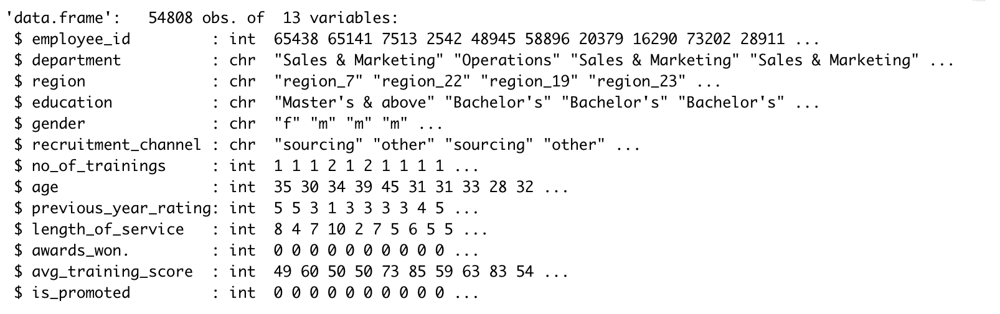 'data.frame':   54808 obs. of  13 variables:
 $ employee_id         : int  65438 65141 7513 2542 48945 58896 20379 16290 73202 28911 ...
 $ department          : chr  "Sales & Marketing" "Operations" "Sales & Marketing" "Sales & Marketing" ...
 $ region              : chr  "region_7" "region_22" "region_19" "region_23" ...
 $ education           : chr  "Master's & above" "Bachelor's" "Bachelor's" "Bachelor's" ...
 $ gender              : chr  "f" "m" "m" "m" ...
 $ recruitment_channel : chr  "sourcing" "other" "sourcing" "other" ...
 $ no_of_trainings     : int  1 1 1 2 1 2 1 1 1 1 ...
 $ age                 : int  35 30 34 39 45 31 31 33 28 32 ...
 $ previous_year_rating: int  5 5 3 1 3 3 3 3 4 5 ...
 $ length_of_service   : int  8 4 7 10 2 7 5 6 5 5 ...
 $ awards_won.         : int  0 0 0 0 0 0 0 0 0 0 ...
 $ avg_training_score  : int  49 60 50 50 73 85 59 63 83 54 ...
 $ is_promoted         : int  0 0 0 0 0 0 0 0 0 0 ...